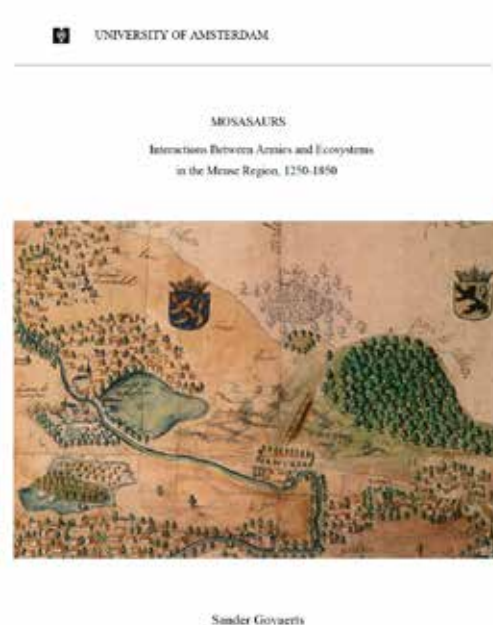 UNIVERSITY OF AMSTERDAM
MOSASAURS
Interactions Between Armies and Ecosystems
in the Meuse Region, 1250-1850
Sander Govaerts